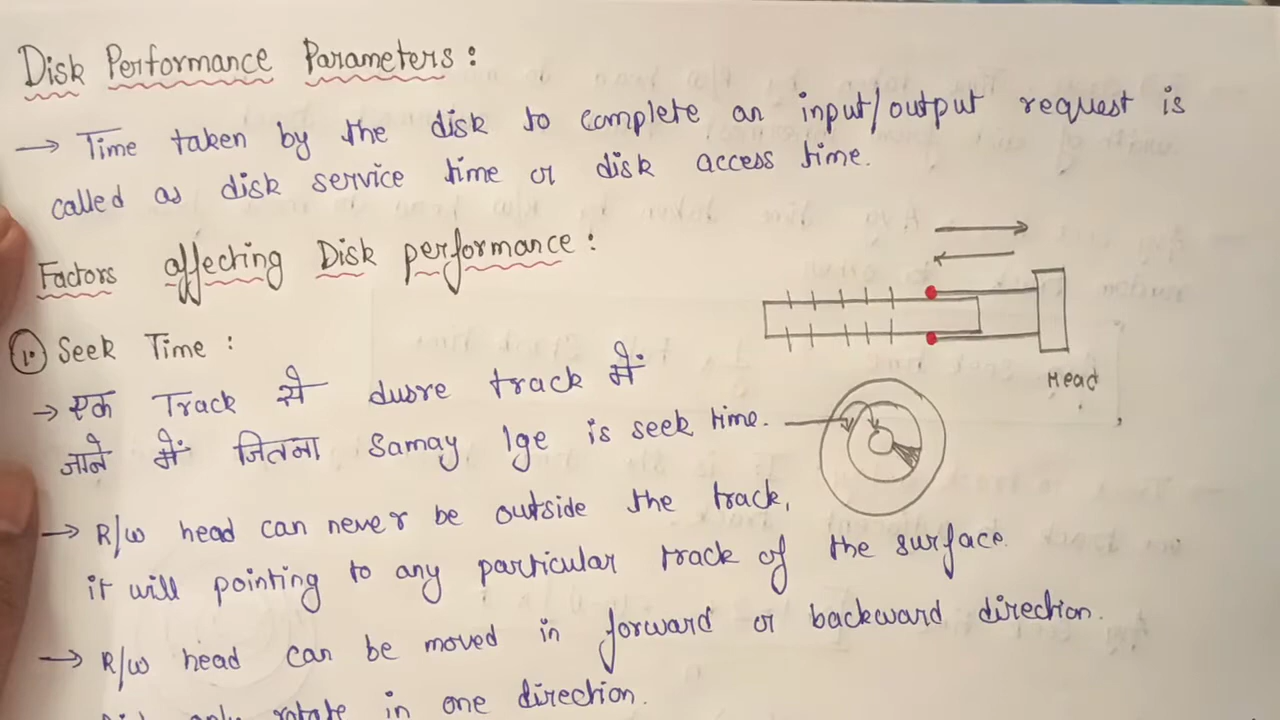 Disk Performance Parameters:
→ Time taken by the disk to complete an input/output request is
called as disk service time or disk access time.
Factors affecting Disk performance:
1. Seek Time:
→ एक Track से dusre track में
जाने में जितना Samay lge is seek time.
Head
→ R/W head can never be outside the track,
it will pointing to any particular track of the surface.
→ R/W head can be moved in forward or backward direction.
only rotate in one direction.